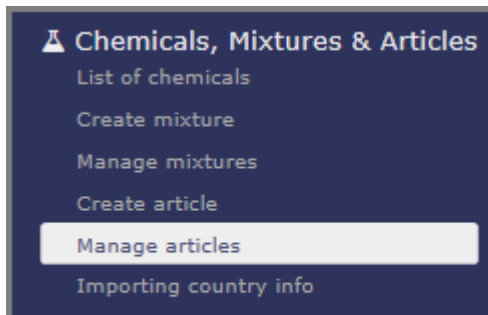 Chemicals, Mixtures & Articles
List of chemicals
Create mixture
Manage mixtures
Create article
Manage articles
Importing country info